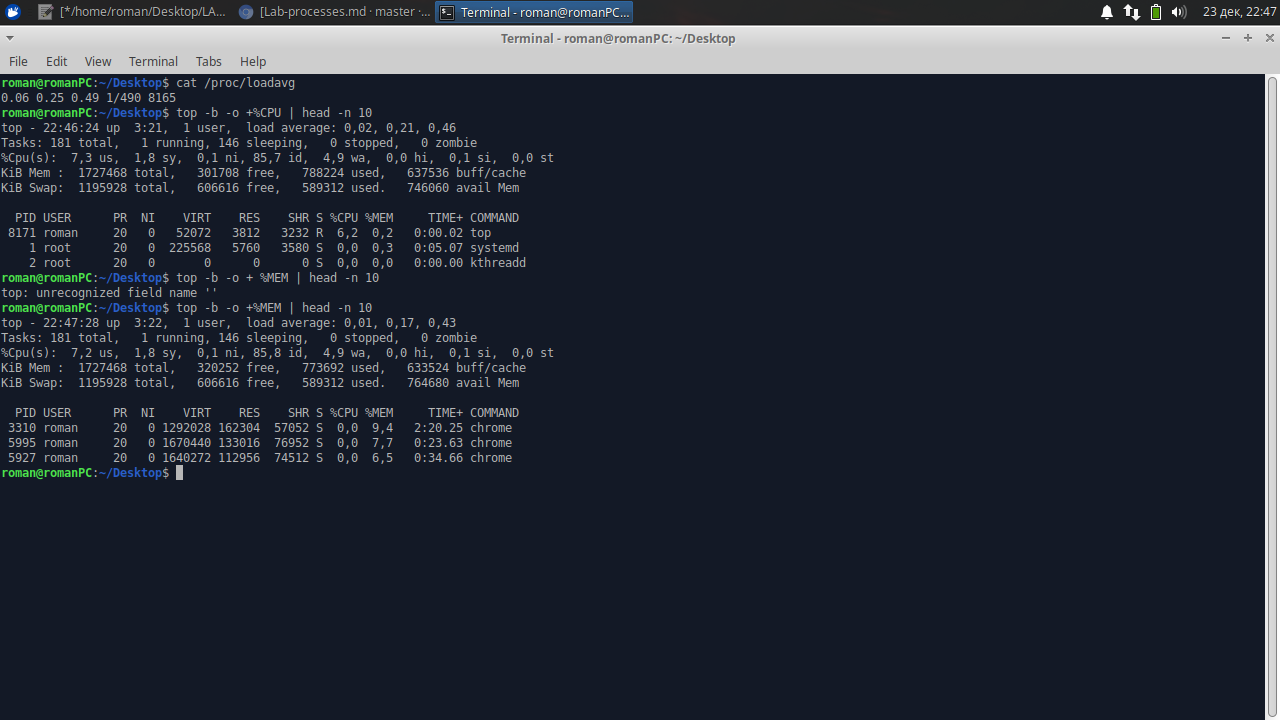 [*/home/roman/Desktop/LA... [Lab-processes.md · master ·... Terminal - roman@romanPC... 23 дек, 22:47
Terminal - roman@romanPC: ~/Desktop
File Edit View Terminal Tabs Help
roman@romanPC:~/Desktop$ cat /proc/loadavg
0.06 0.25 0.49 1/490 8165
roman@romanPC:~/Desktop$ top -b -o +%CPU | head -n 10
top - 22:46:24 up  3:21,  1 user,  load average: 0,02, 0,21, 0,46
Tasks: 181 total,   1 running, 146 sleeping,   0 stopped,   0 zombie
%Cpu(s):  7,3 us,  1,8 sy,  0,1 ni, 85,7 id,  4,9 wa,  0,0 hi,  0,1 si,  0,0 st
KiB Mem :  1727468 total,   301708 free,   788224 used,   637536 buff/cache
KiB Swap:  1195928 total,   606616 free,   589312 used.   746060 avail Mem
  PID USER      PR  NI    VIRT    RES    SHR S %CPU %MEM     TIME+ COMMAND
 8171 roman     20   0   52072   3812   3232 R  6,2  0,2   0:00.02 top
    1 root      20   0  225568   5760   3580 S  0,0  0,3   0:05.07 systemd
    2 root      20   0       0      0      0 S  0,0  0,0   0:00.00 kthreadd
roman@romanPC:~/Desktop$ top -b -o + %MEM | head -n 10
top: unrecognized field name ''
roman@romanPC:~/Desktop$ top -b -o +%MEM | head -n 10
top - 22:47:28 up  3:22,  1 user,  load average: 0,01, 0,17, 0,43
Tasks: 181 total,   1 running, 146 sleeping,   0 stopped,   0 zombie
%Cpu(s):  7,2 us,  1,8 sy,  0,1 ni, 85,8 id,  4,9 wa,  0,0 hi,  0,1 si,  0,0 st
KiB Mem :  1727468 total,   320252 free,   773692 used,   633524 buff/cache
KiB Swap:  1195928 total,   606616 free,   589312 used.   764680 avail Mem
  PID USER      PR  NI    VIRT    RES    SHR S %CPU %MEM     TIME+ COMMAND
 3310 roman     20   0 1292028 162304  57052 S  0,0  9,4   2:20.25 chrome
 5995 roman     20   0 1670440 133016  76952 S  0,0  7,7   0:23.63 chrome
 5927 roman     20   0 1640272 112956  74512 S  0,0  6,5   0:34.66 chrome
roman@romanPC:~/Desktop$